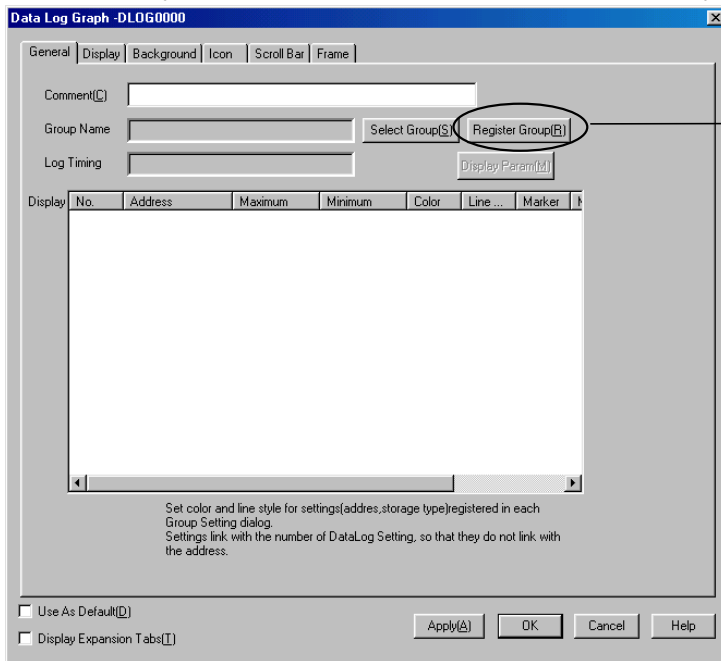 Data Log Graph -DLOG0000
General Display Background Icon Scroll Bar Frame
Comment(C)
Group Name Select Group(S) Register Group(R)
Log Timing Display Param(M)
Display No. Address Maximum Minimum Color Line ... Marker
Set color and line style for settings(addres,storage type)registered in each
Group Setting dialog.
Settings link with the number of DataLog Setting, so that they do not link with
the address.
Use As Default(D)
Display Expansion Tabs(T)
Apply(A) OK Cancel Help